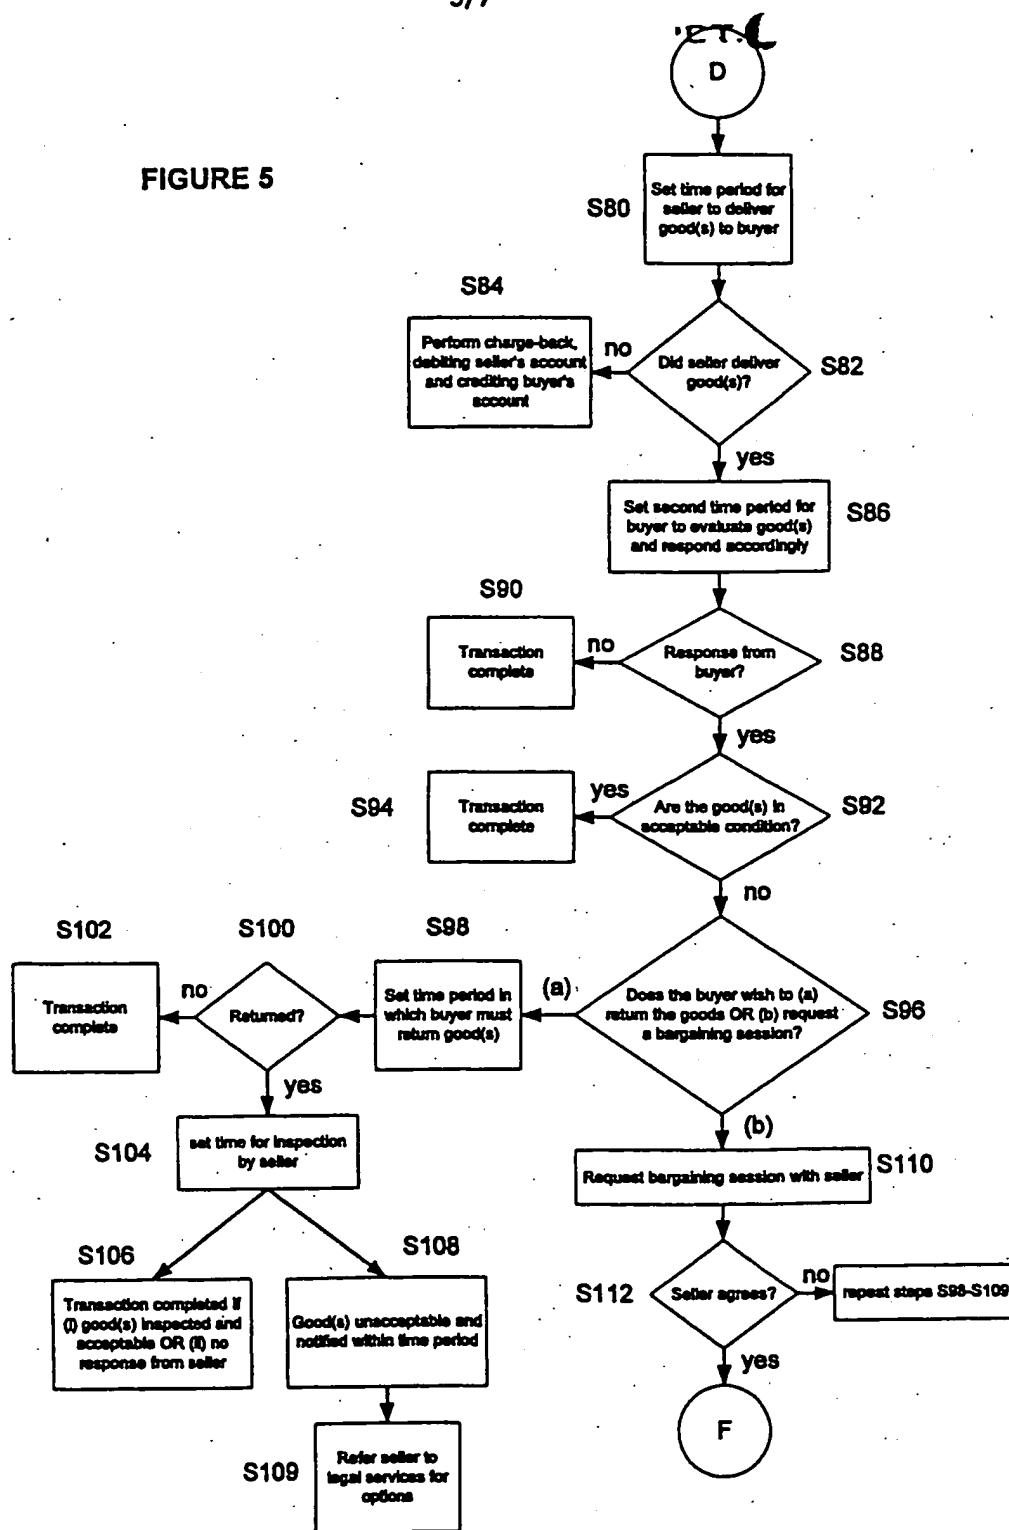 D
FIGURE 5
S80
Set time period for
seller to deliver
good(s) to buyer
S84
Perform charge-back,
debiting seller's account
and crediting buyer's
account
no
Did seller deliver
good(s)?
S82
yes
Set second time period for
buyer to evaluate good(s)
and respond accordingly
S86
S90
Transaction
complete
no
Response from
buyer?
S88
yes
S94
Transaction
complete
yes
Are the good(s) in
acceptable condition?
S92
no
S102
S100
S98
Transaction
complete
no
Returned?
Set time period in
which buyer must
return good(s)
(a)
Does the buyer wish to (a)
return the goods OR (b) request
a bargaining session?
S96
yes
(b)
S104
set time for inspection
by seller
Request bargaining session with seller
S110
S106
S108
Transaction completed if
(i) good(s) inspected and
acceptable OR (ii) no
response from seller
Good(s) unacceptable and
notified within time period
S112
Seller agrees?
no
repeat steps S98-S109
yes
F
S109
Refer seller to
legal services for
options